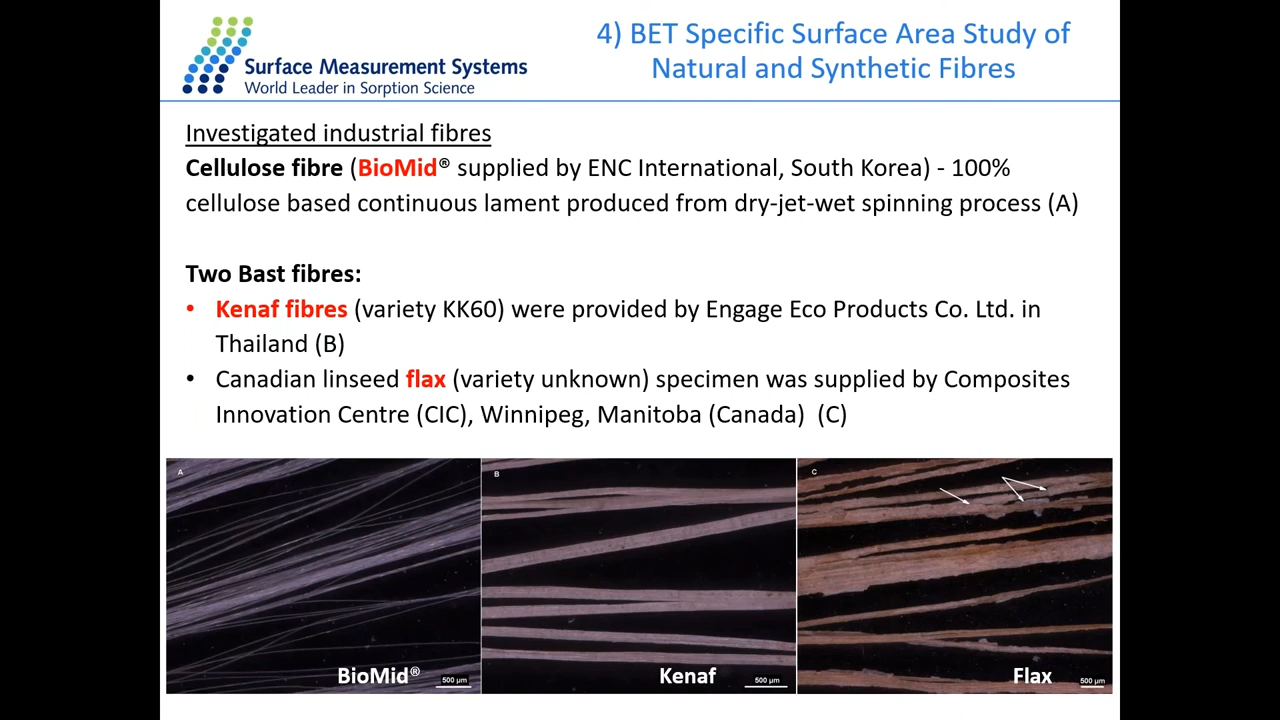 Surface Measurement Systems
World Leader in Sorption Science
4) BET Specific Surface Area Study of
Natural and Synthetic Fibres
Investigated industrial fibres
Cellulose fibre (BioMid® supplied by ENC International, South Korea) - 100%
cellulose based continuous lament produced from dry-jet-wet spinning process (A)
Two Bast fibres:
• Kenaf fibres (variety KK60) were provided by Engage Eco Products Co. Ltd. in
Thailand (B)
• Canadian linseed flax (variety unknown) specimen was supplied by Composites
Innovation Centre (CIC), Winnipeg, Manitoba (Canada)  (C)
A
BioMid®
500 µm
B
Kenaf
500 µm
C
Flax
500 µm